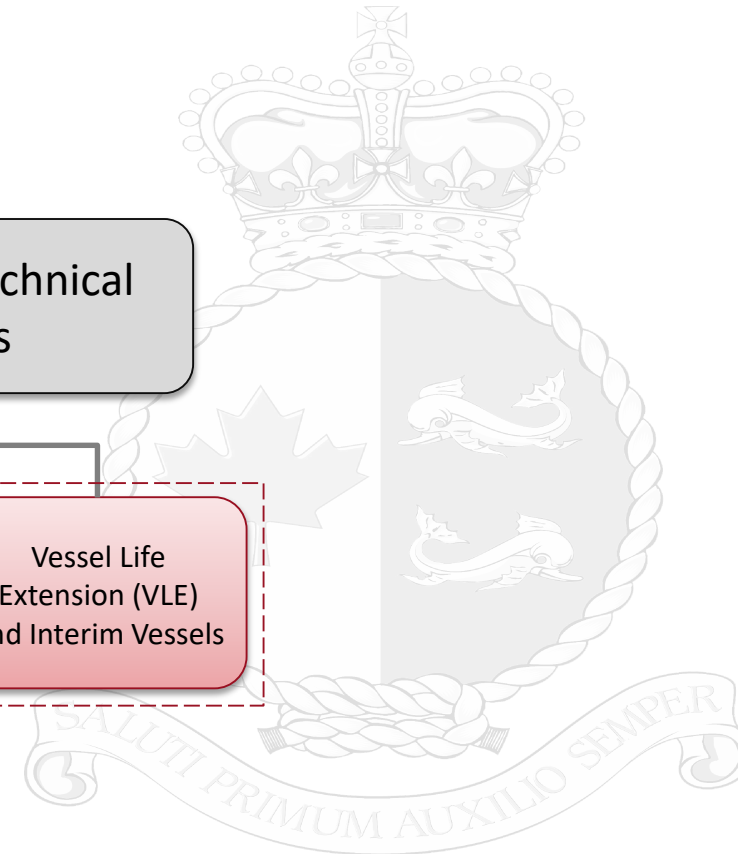 chnical
s
Vessel Life
Extension (VLE)
nd Interim Vessels
SALUTI PRIMUM AUXILIO SEMPER